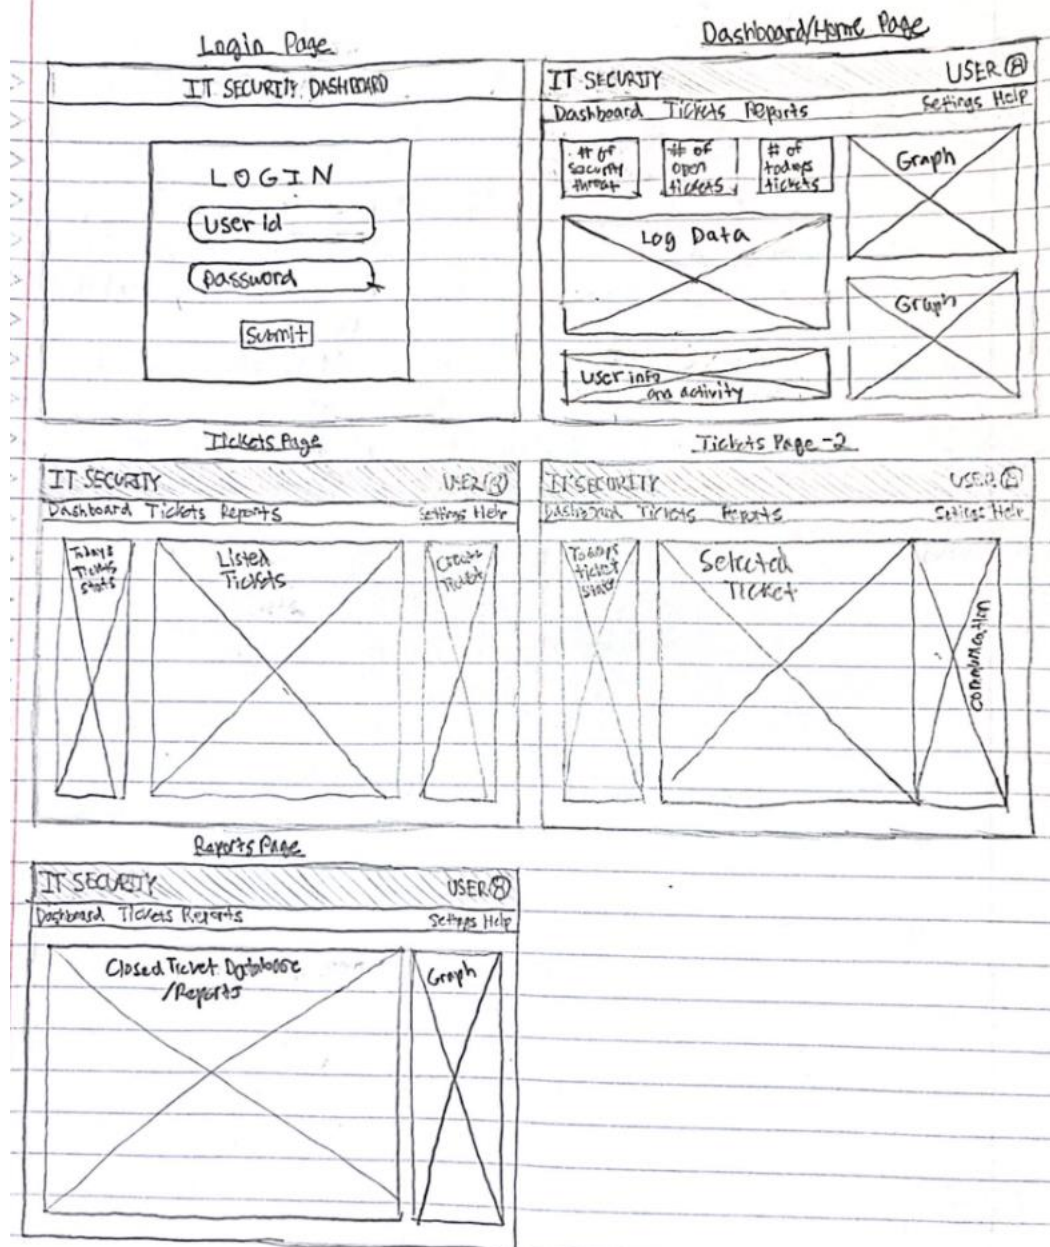 Login Page
IT SECURITY DASHBOARD
LOGIN
User id
password
Submit
Dashboard/Home Page
IT SECURITY USER
Dashboard Tickets Reports Settings Help
# of
security
threat
# of
open
tickets
# of
todays
tickets
Graph
Log Data
Graph
User info
and activity
Tickets Page
IT SECURITY USER
Dashboard Tickets Reports Settings Help
Todays
Tickets
Stats
Listed
Tickets
Create
Ticket
Tickets Page-2
IT SECURITY USER
Dashboard Tickets Reports Settings Help
Todays
ticket
stats
Selected
Ticket
communication
Reports Page
IT SECURITY USER
Dashboard Tickets Reports Settings Help
Closed Ticket Database
/Reports
Graph